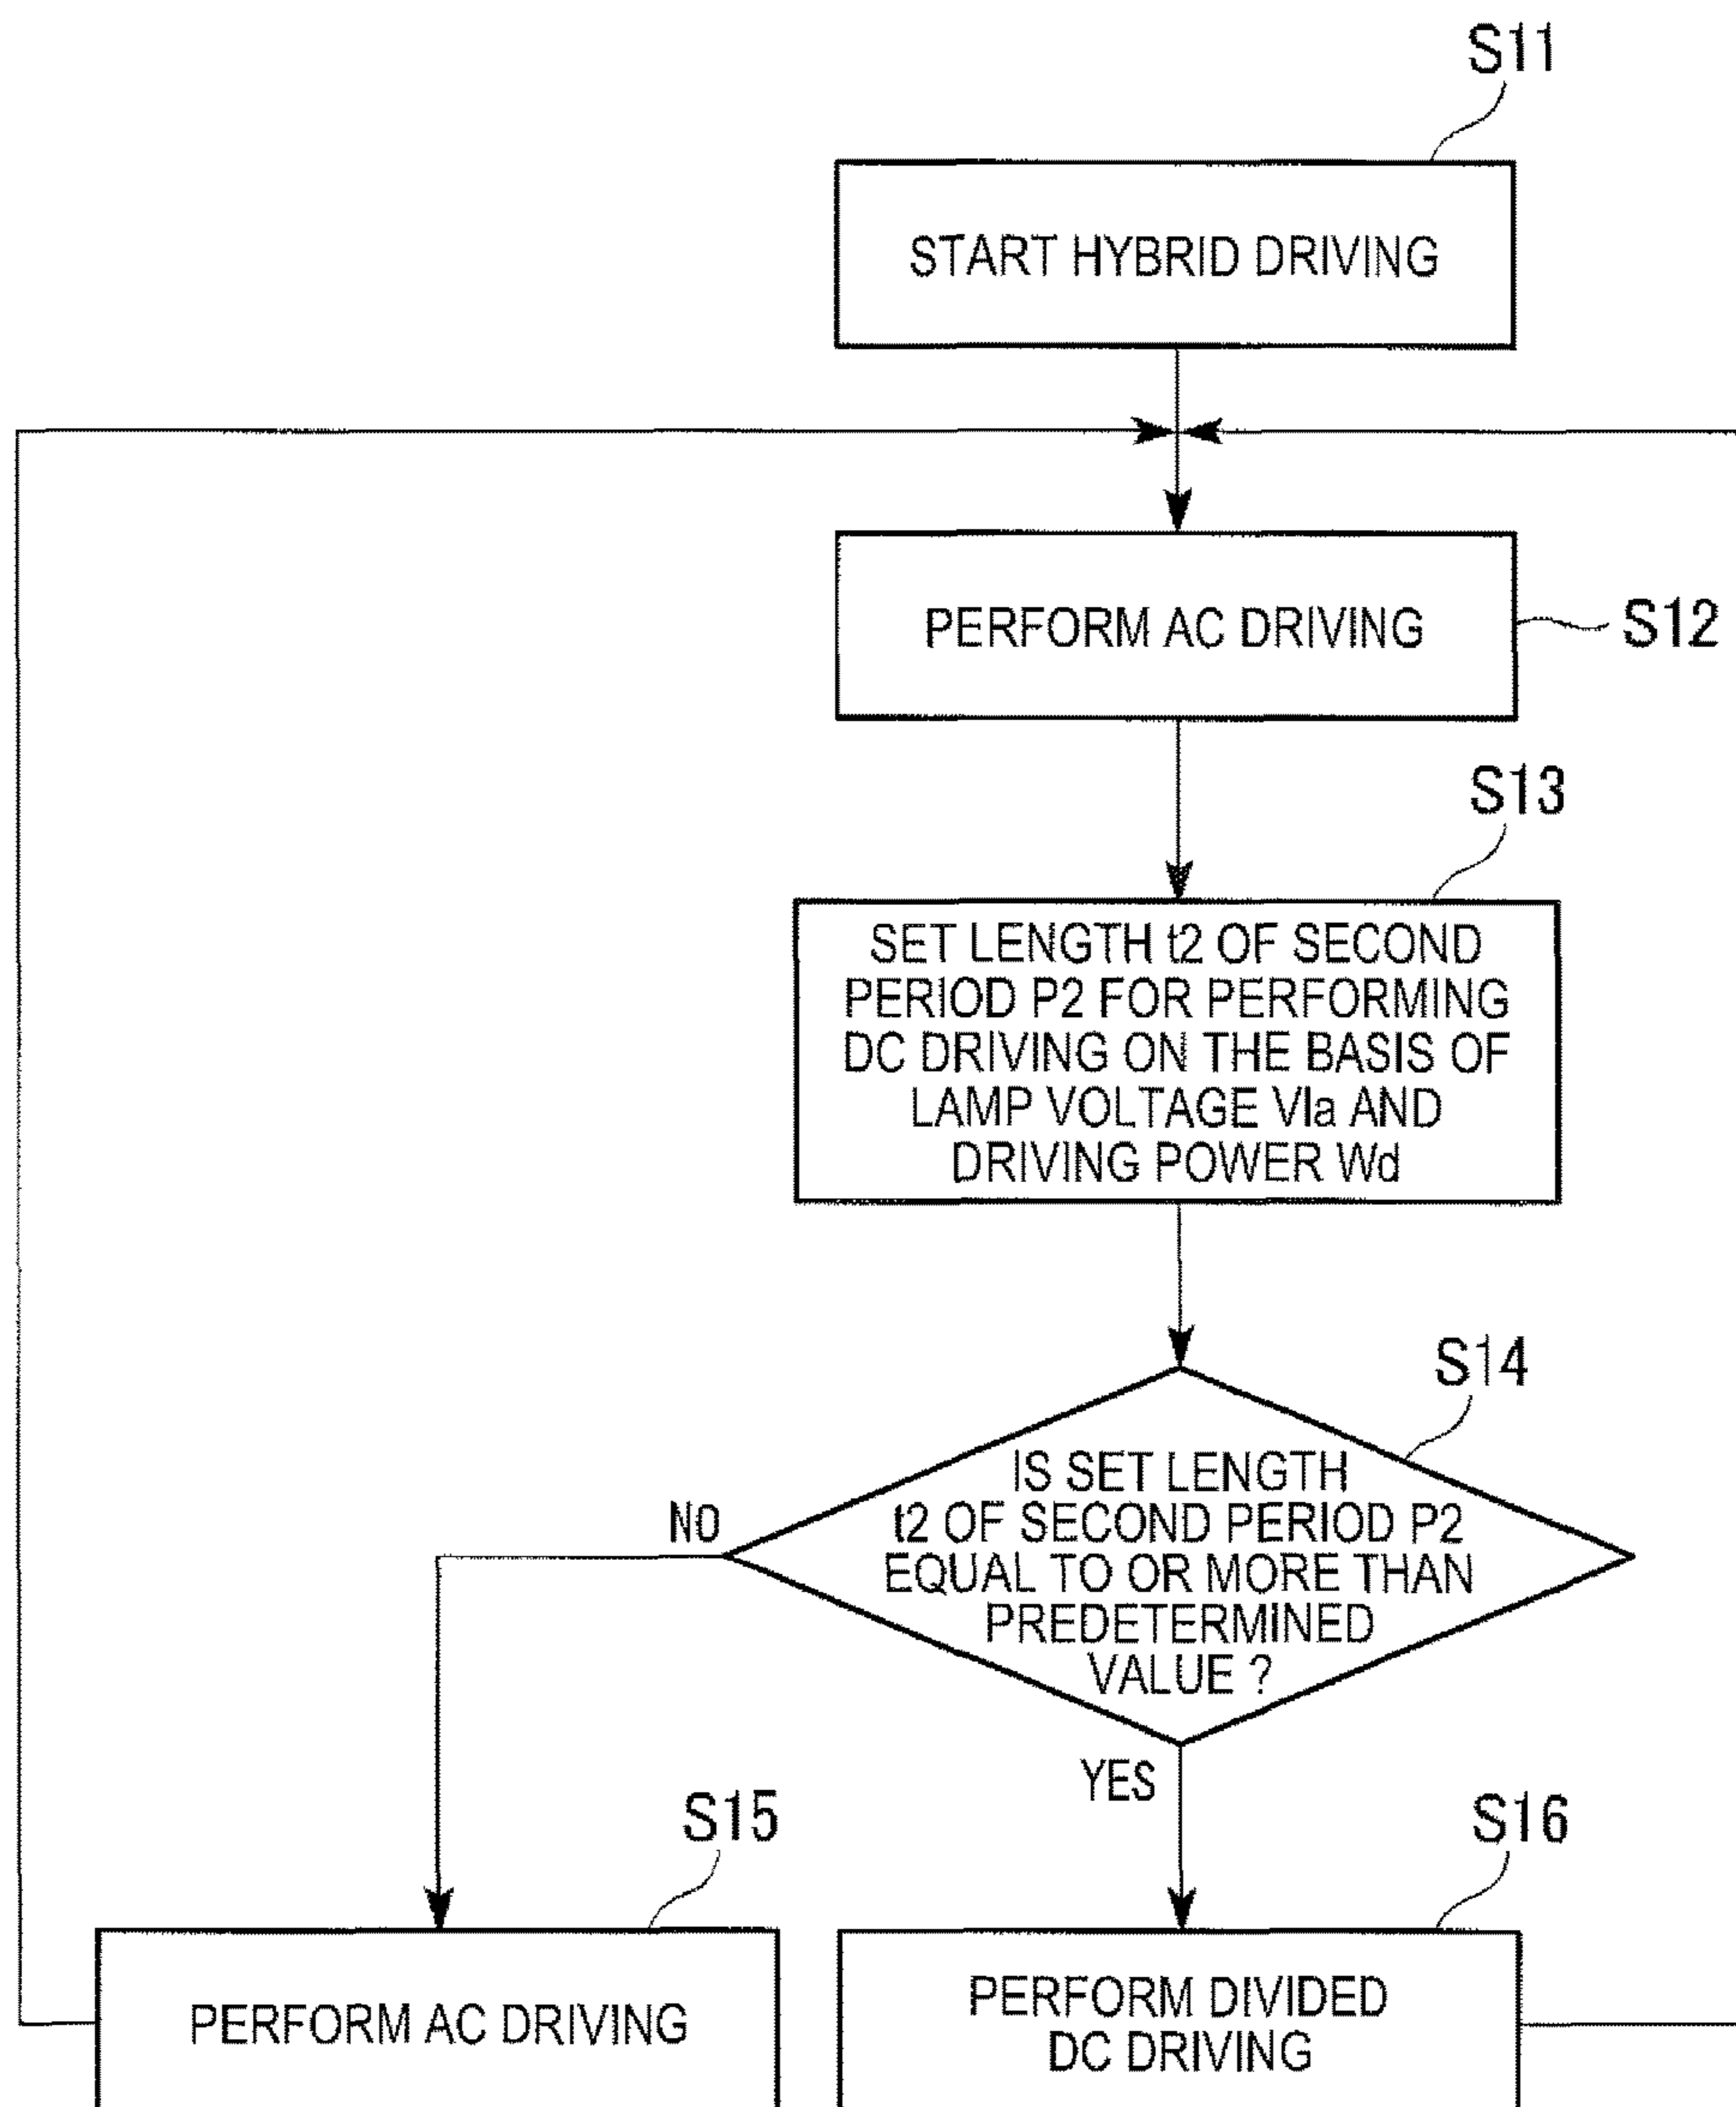 S11
START HYBRID DRIVING
PERFORM AC DRIVING
S12
S13
SET LENGTH t2 OF SECOND
PERIOD P2 FOR PERFORMING
DC DRIVING ON THE BASIS OF
LAMP VOLTAGE Vla AND
DRIVING POWER Wd
S14
IS SET LENGTH
t2 OF SECOND PERIOD P2
EQUAL TO OR MORE THAN
PREDETERMINED
VALUE ?
NO
YES
S15
S16
PERFORM AC DRIVING
PERFORM DIVIDED
DC DRIVING